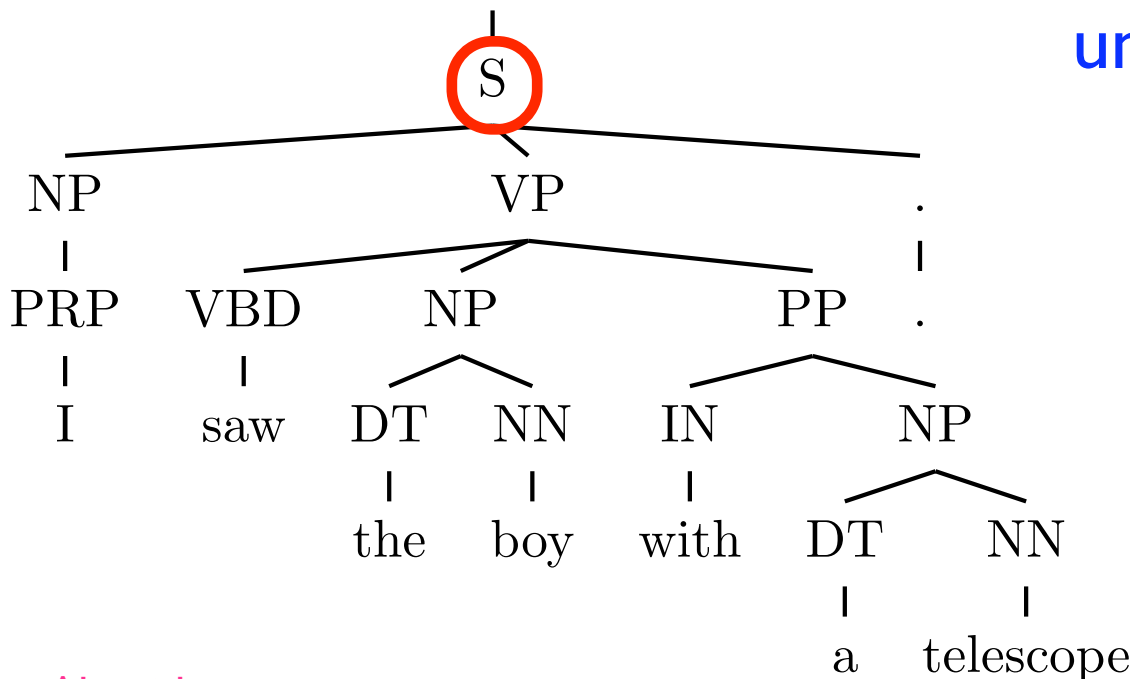 S
NP VP .
PRP VBD NP PP .
I saw DT NN IN NP
the boy with DT NN
a telescope